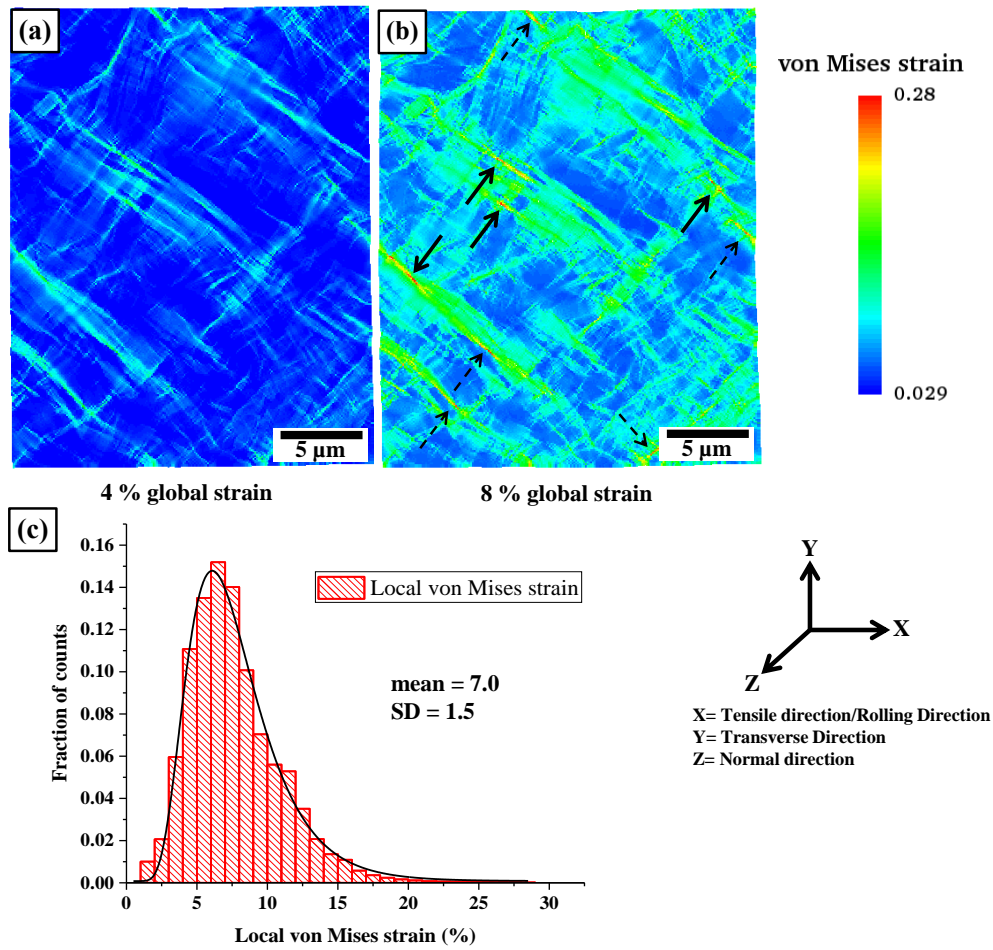 (a)
(b)
von Mises strain
0.28
0.029
5 μm
5 μm
4 % global strain
8 % global strain
(c)
0.16
0.14
0.12
0.10
0.08
0.06
0.04
0.02
0.00
Fraction of counts
Local von Mises strain
mean = 7.0
SD = 1.5
0
5
10
15
20
25
30
Local von Mises strain (%)
Y
X
Z
X= Tensile direction/Rolling Direction
Y= Transverse Direction
Z= Normal direction